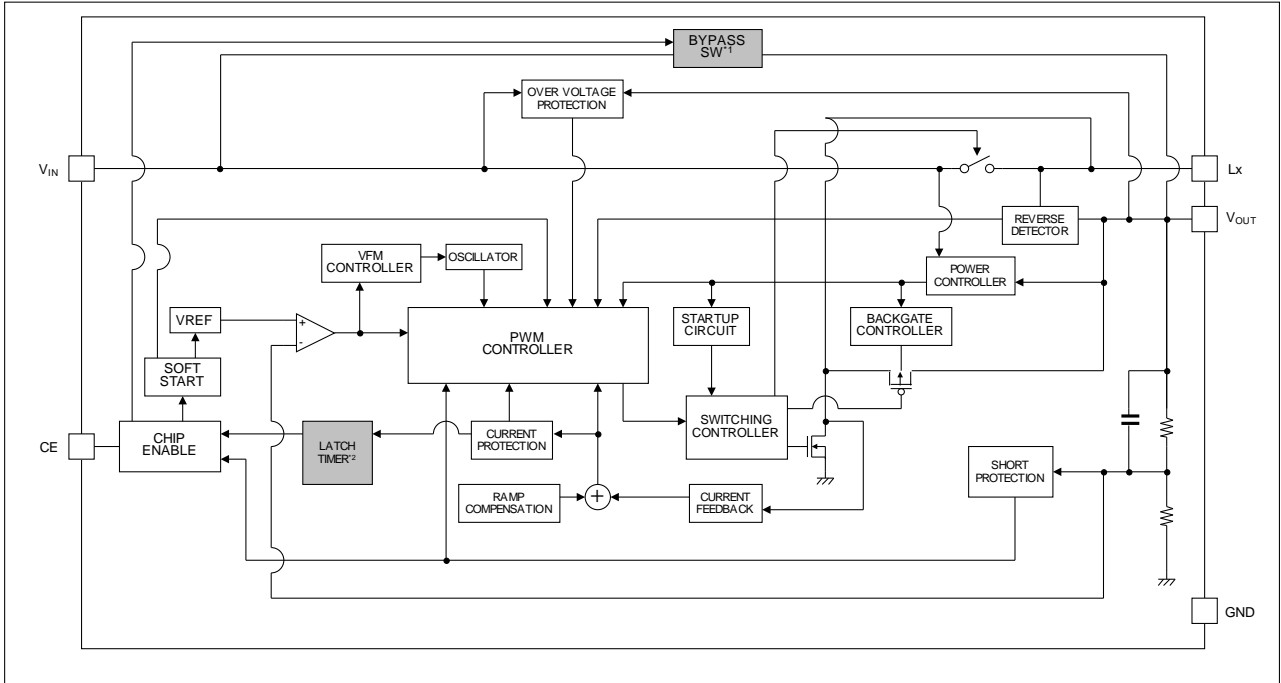 BYPASS
SW*1
OVER VOLTAGE
PROTECTION
VIN
Lx
REVERSE
DETECTOR
VOUT
VFM
CONTROLLER
OSCILLATOR
POWER
CONTROLLER
VREF
+
-
PWM
CONTROLLER
STARTUP
CIRCUIT
BACKGATE
CONTROLLER
SOFT
START
CE
CHIP
ENABLE
LATCH
TIMER*2
CURRENT
PROTECTION
SWITCHING
CONTROLLER
SHORT
PROTECTION
RAMP
COMPENSATION
+
CURRENT
FEEDBACK
GND